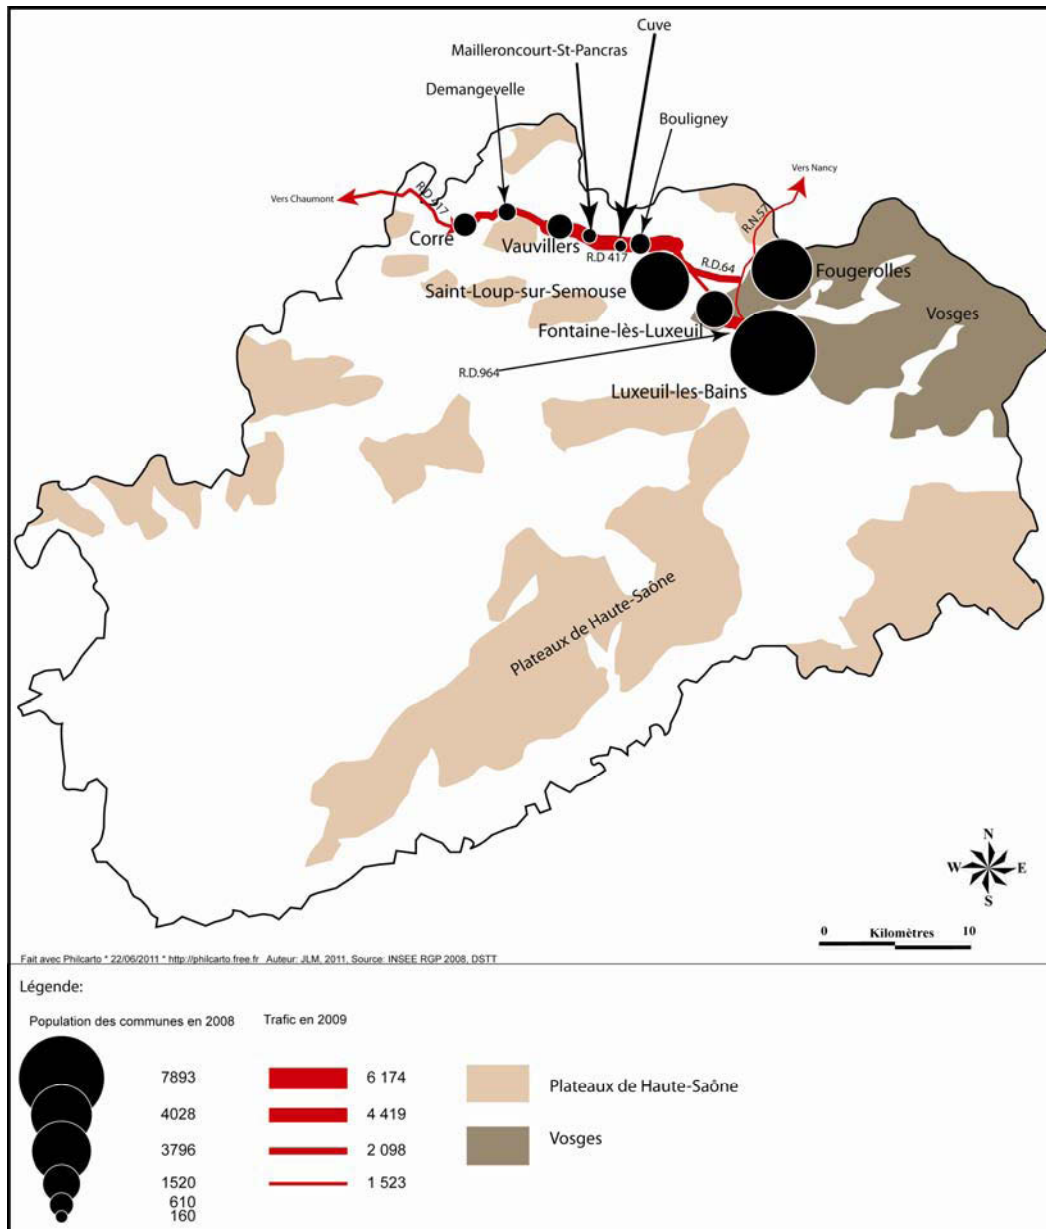 Cuve
Mailleroncourt-St-Pancras
Demangevelle
Bouligney
Vers Nancy
Vers Chaumont
R.D 417
R.N.57
Corre
Vauvillers
R.D 417
R.D.64
Fougerolles
Saint-Loup-sur-Semouse
Vosges
Fontaine-lès-Luxeuil
R.D.964
Luxeuil-les-Bains
Plateaux de Haute-Saône
N
W E
S
0 Kilomètres 10
Fait avec Philcarto * 22/06/2011 * http://philcarto.free.fr Auteur: JLM, 2011, Source: INSEE RGP 2008, DSTT
Légende:
Population des communes en 2008 Trafic en 2009
7893 6 174
Plateaux de Haute-Saône
4028 4 419
Vosges
3796 2 098
1520 1 523
610
160